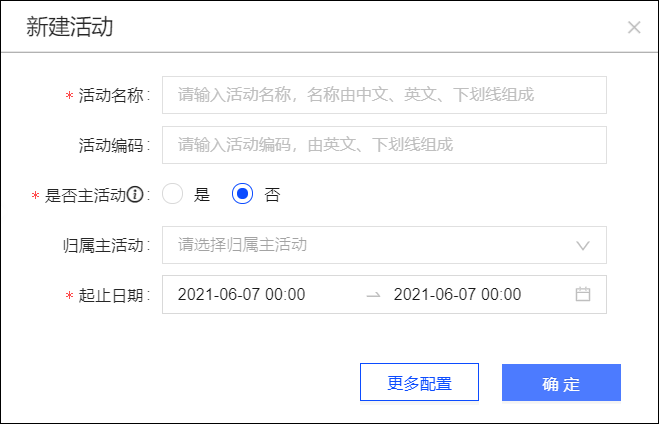 新建活动
* 活动名称: 请输入活动名称，名称由中文、英文、下划线组成
活动编码: 请输入活动编码，由英文、下划线组成
* 是否主活动: 是 否
归属主活动: 请选择归属主活动
* 起止日期: 2021-06-07 00:00 → 2021-06-07 00:00
更多配置 确 定